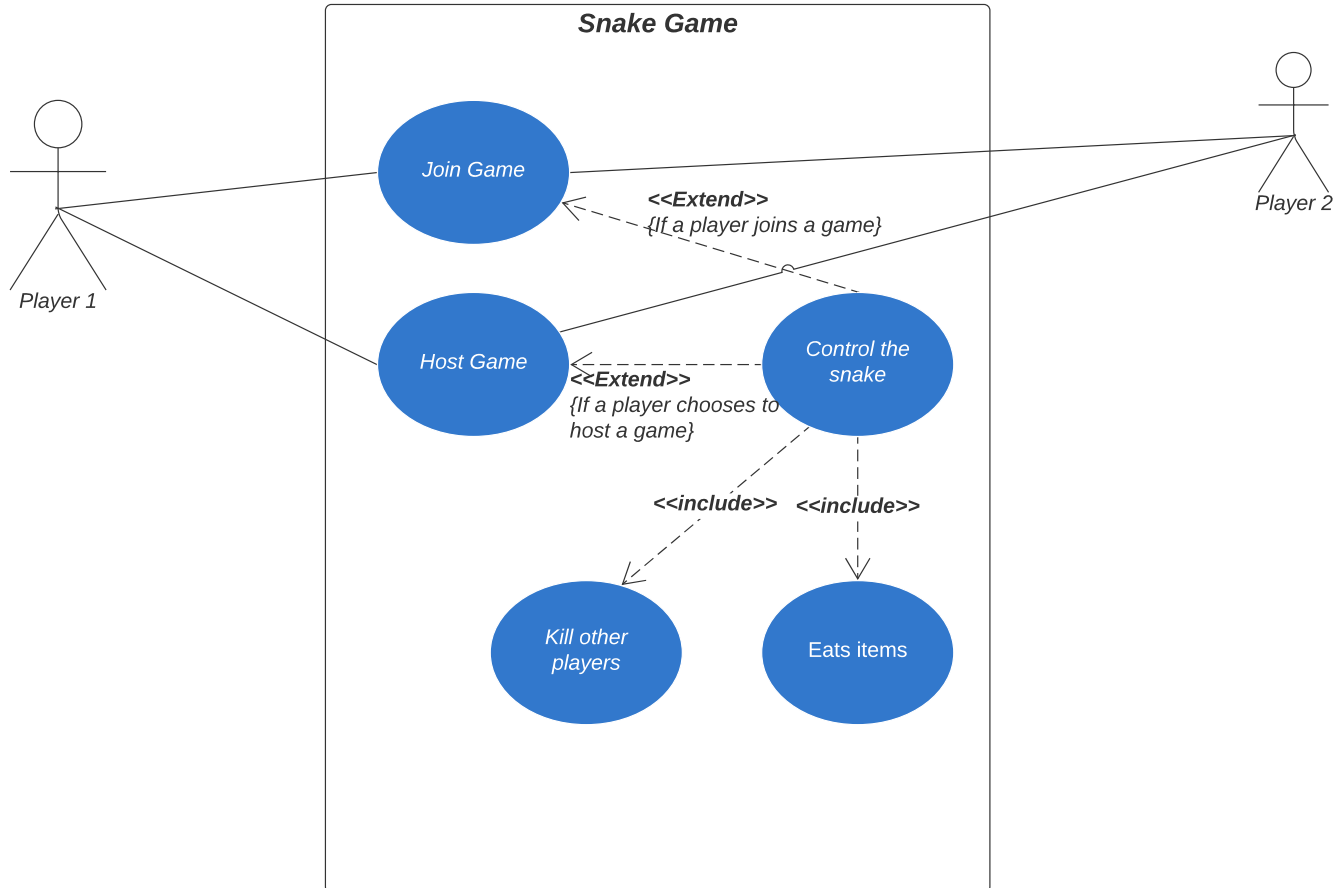 Snake Game
Player 1
Player 2
Join Game
<<Extend>>
{If a player joins a game}
Host Game
Control the
snake
<<Extend>>
{If a player chooses to
host a game}
<<include>>
<<include>>
Kill other
players
Eats items